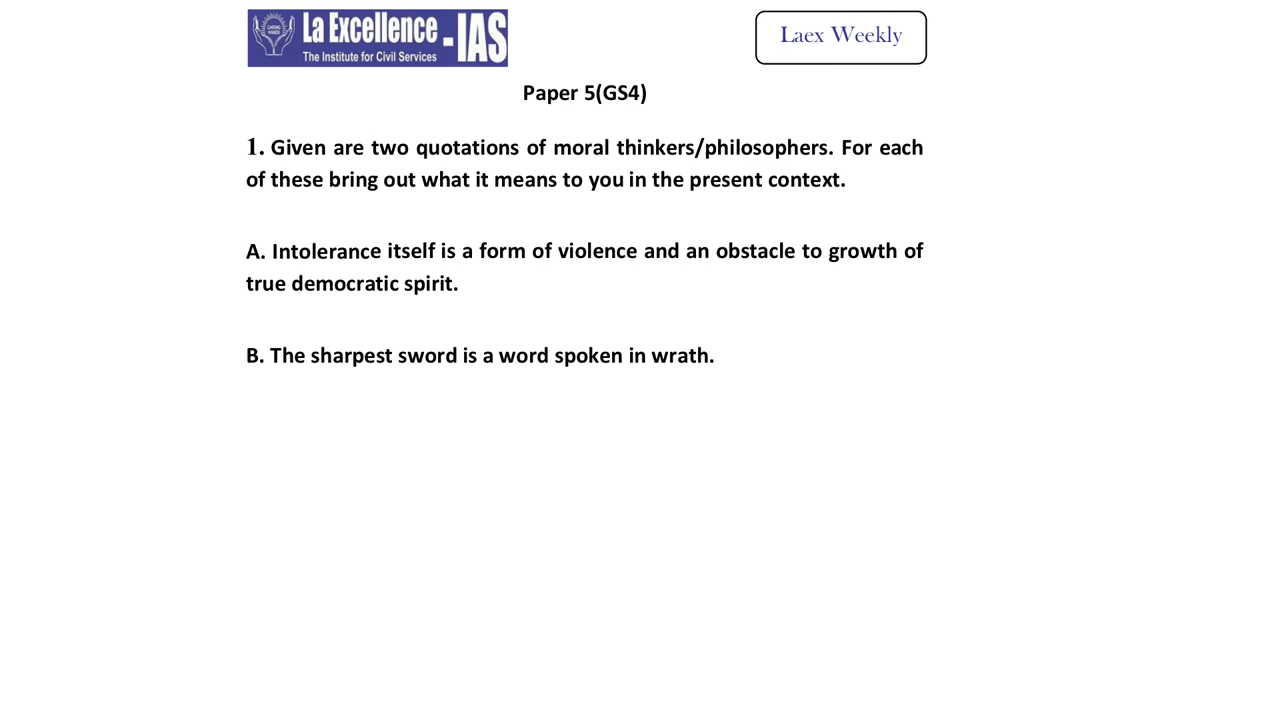 CARING
HANDS
La Excellence
-IAS
The Institute for Civil Services
Laex Weekly
Paper 5(GS4)
1. Given are two quotations of moral thinkers/philosophers. For each
of these bring out what it means to you in the present context.
A. Intolerance itself is a form of violence and an obstacle to growth of
true democratic spirit.
B. The sharpest sword is a word spoken in wrath.